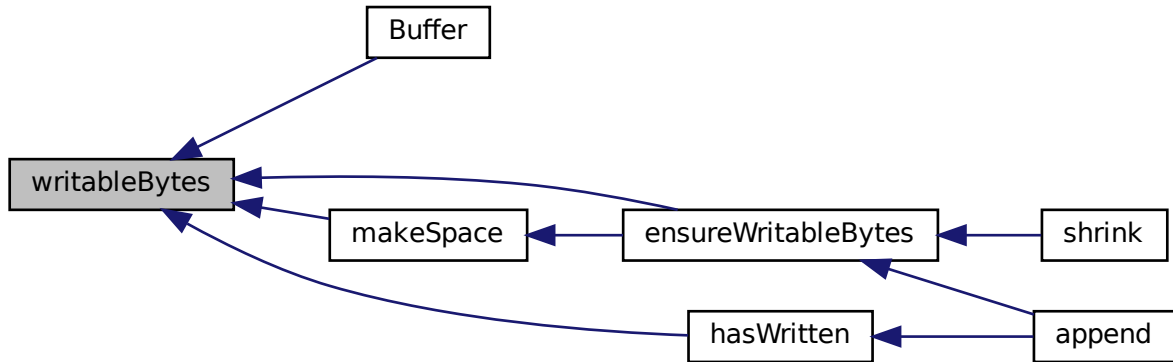 Buffer
writableBytes
makeSpace
ensureWritableBytes
shrink
hasWritten
append